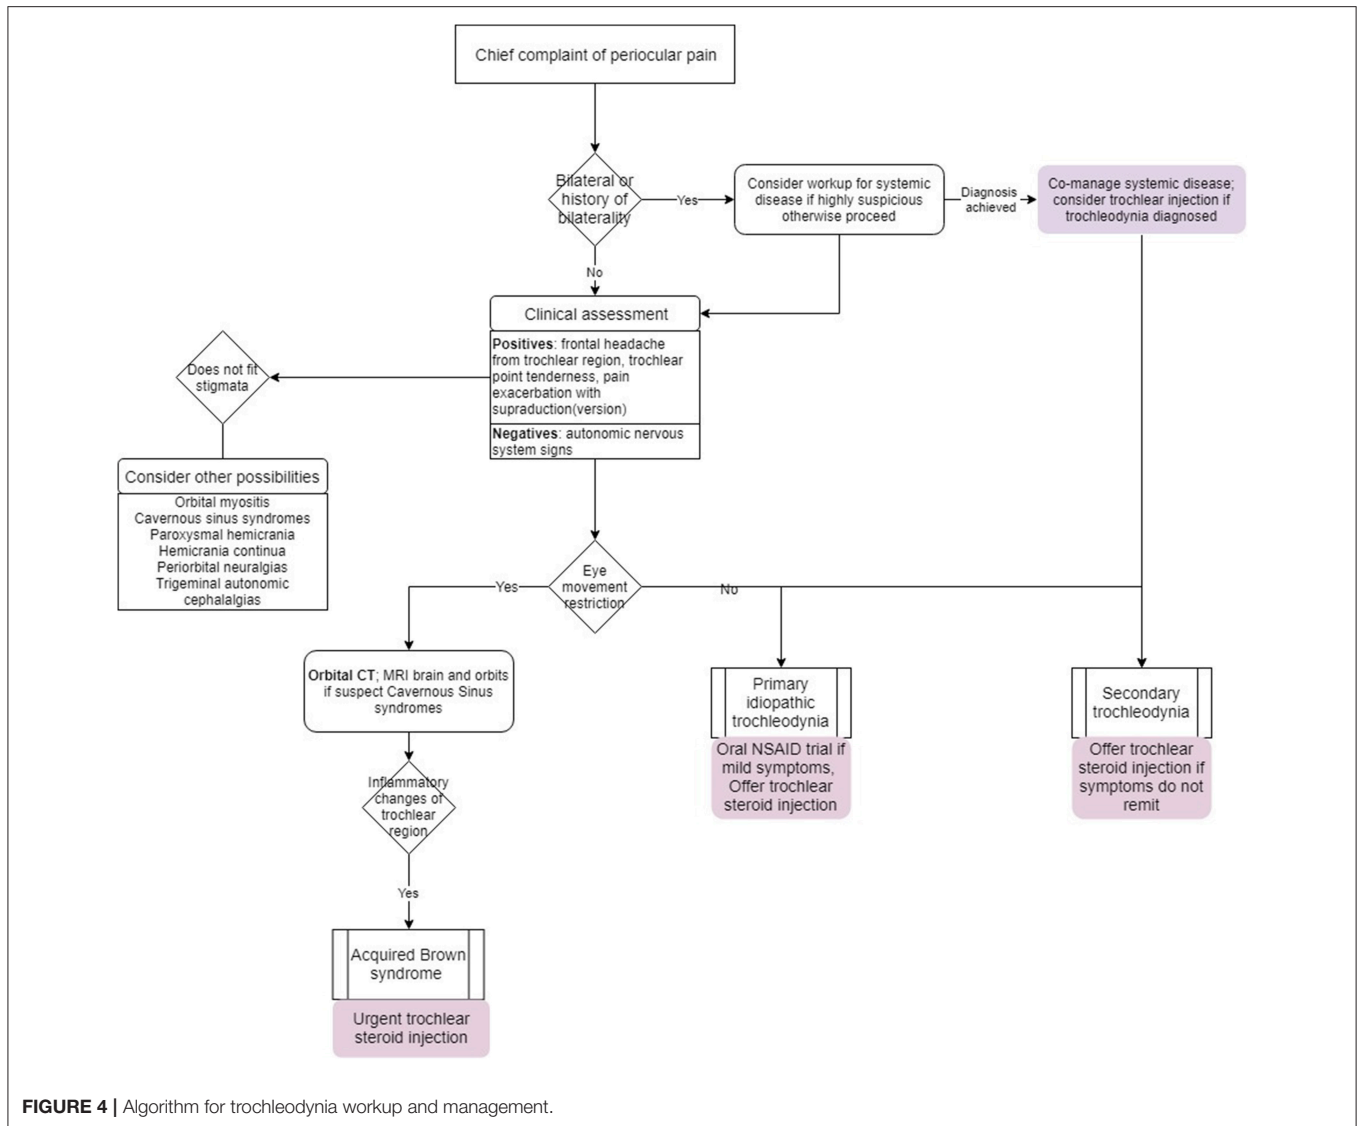 Chief complaint of periocular pain
Bilateral or
history of
bilaterality
Yes
Consider workup for systemic
disease if highly suspicious
otherwise proceed
Diagnosis
achieved
Co-manage systemic disease;
consider trochlear injection if
trochleodynia diagnosed
No
Clinical assessment
Positives: frontal headache
from trochlear region, trochlear
point tenderness, pain
exacerbation with
supraduction(version)
Negatives: autonomic nervous
system signs
Does not fit
stigmata
Consider other possibilities
Orbital myositis
Cavernous sinus syndromes
Paroxysmal hemicrania
Hemicrania continua
Periorbital neuralgias
Trigeminal autonomic
cephalalgias
Eye
movement
restriction
Yes
No
Orbital CT; MRI brain and orbits
if suspect Cavernous Sinus
syndromes
Primary
idiopathic
trochleodynia
Oral NSAID trial if
mild symptoms,
Offer trochlear
steroid injection
Secondary
trochleodynia
Offer trochlear
steroid injection if
symptoms do not
remit
Inflammatory
changes of
trochlear
region
Yes
Acquired Brown
syndrome
Urgent trochlear
steroid injection
FIGURE 4 | Algorithm for trochleodynia workup and management.